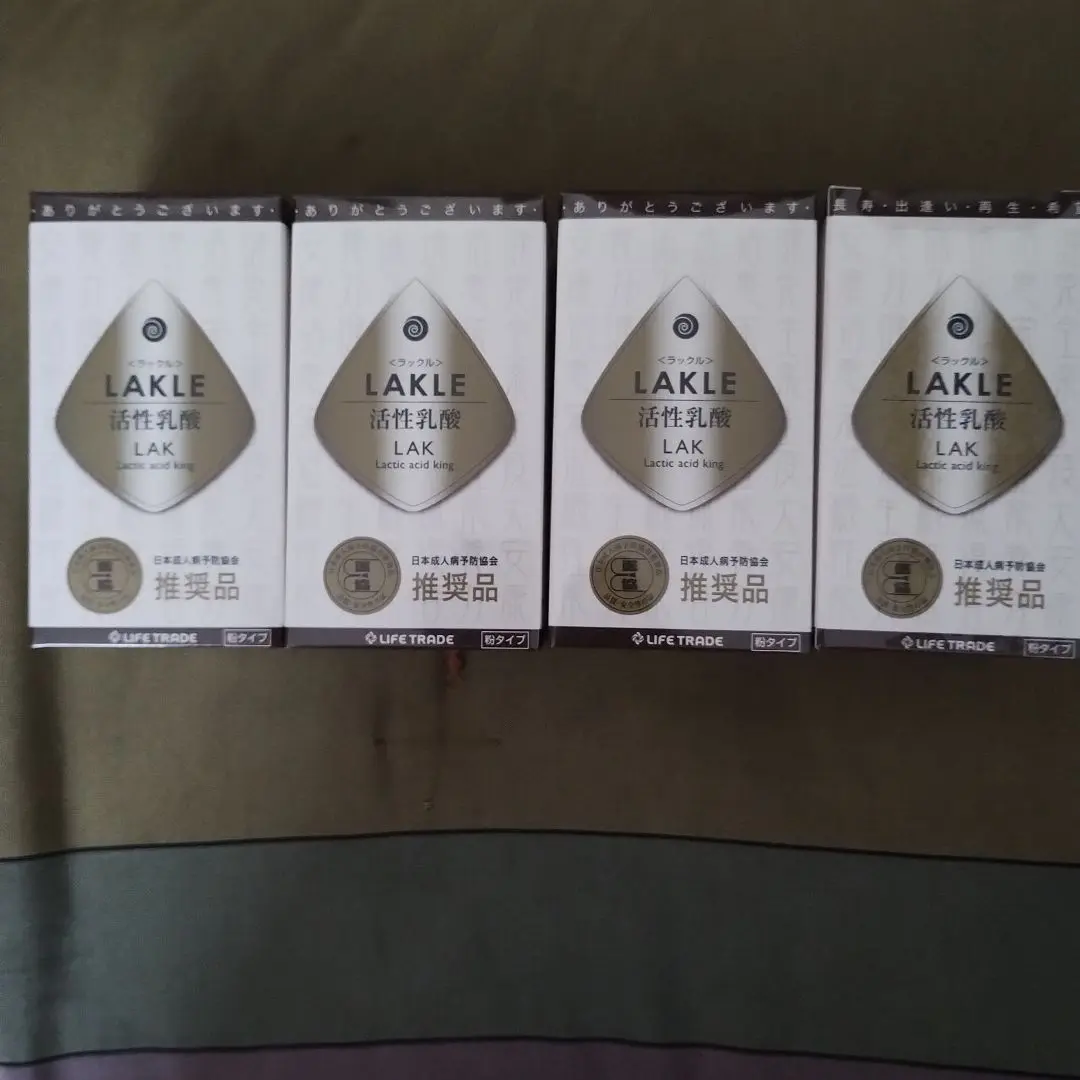 ・ありがとうございます・
<ラックル>
LAKLE
活性乳酸
LAK
Lactic acid king
日本成人病予防協会
推奨品
LIFE TRADE
粉タイプ
・ありがとうございます・
<ラックル>
LAKLE
活性乳酸
LAK
Lactic acid king
日本成人病予防協会
推奨品
LIFE TRADE
粉タイプ
・ありがとうございます・
<ラックル>
LAKLE
活性乳酸
LAK
Lactic acid king
日本成人病予防協会
推奨品
LIFE TRADE
粉タイプ
長寿・出逢い・再生・希
<ラックル>
LAKLE
活性乳酸
LAK
Lactic acid king
日本成人病予防協会
推奨品
LIFE TRADE
粉タイプ